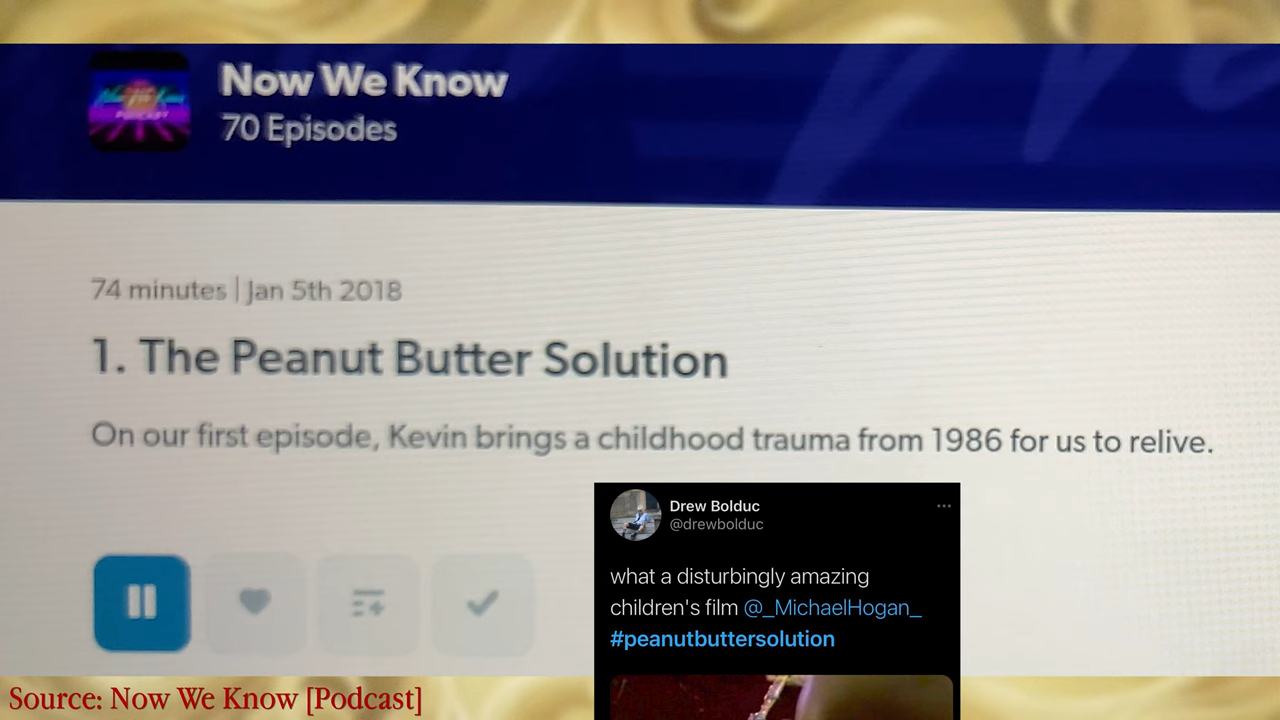 Now We Know
70 Episodes
74 minutes | Jan 5th 2018
1. The Peanut Butter Solution
On our first episode, Kevin brings a childhood trauma from 1986 for us to relive.
Drew Bolduc
@drewbolduc
what a disturbingly amazing
children's film @_MichaelHogan_
#peanutbuttersolution
Source: Now We Know [Podcast]